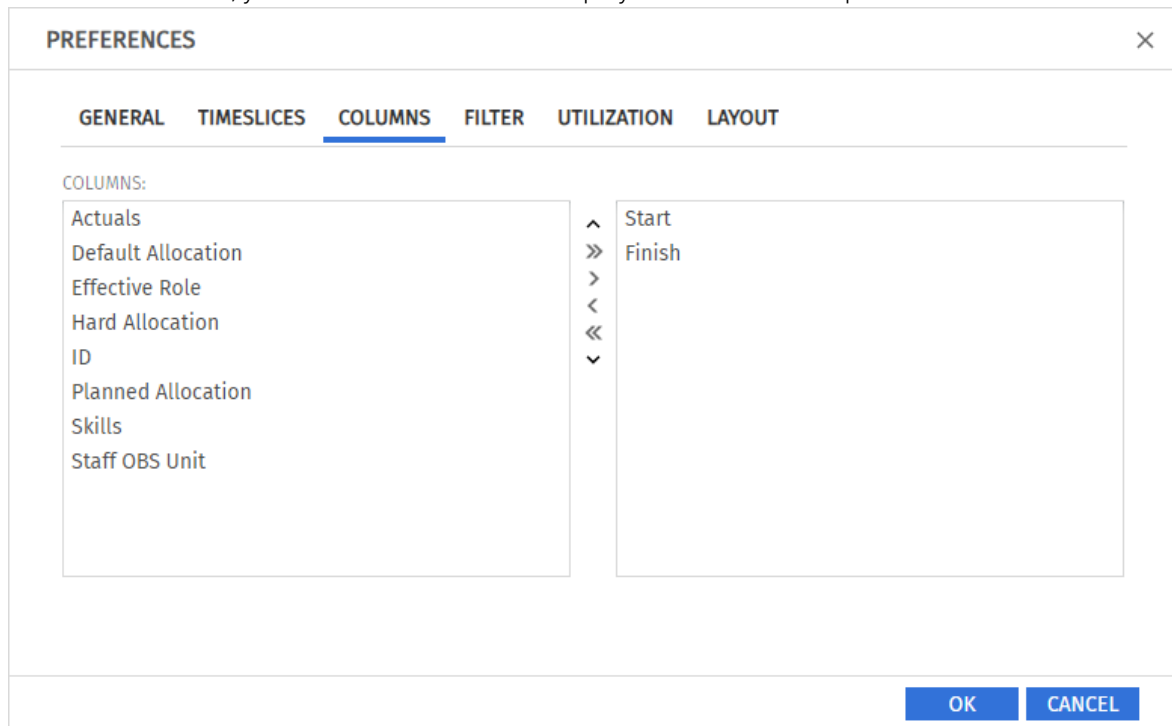 PREFERENCES
GENERAL TIMESLICES COLUMNS FILTER UTILIZATION LAYOUT
COLUMNS:
Actuals
Default Allocation
Effective Role
Hard Allocation
ID
Planned Allocation
Skills
Staff OBS Unit
Start
Finish
OK CANCEL